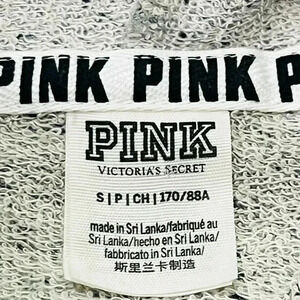 PINK PINK P
PINK
VICTORIA'S SECRET
S | P | CH | 170/88A
made in Sri Lanka/fabriqué au
Sri Lanka/hecho en Sri Lanka/
fabbricato in Sri Lanka/
斯里兰卡制造